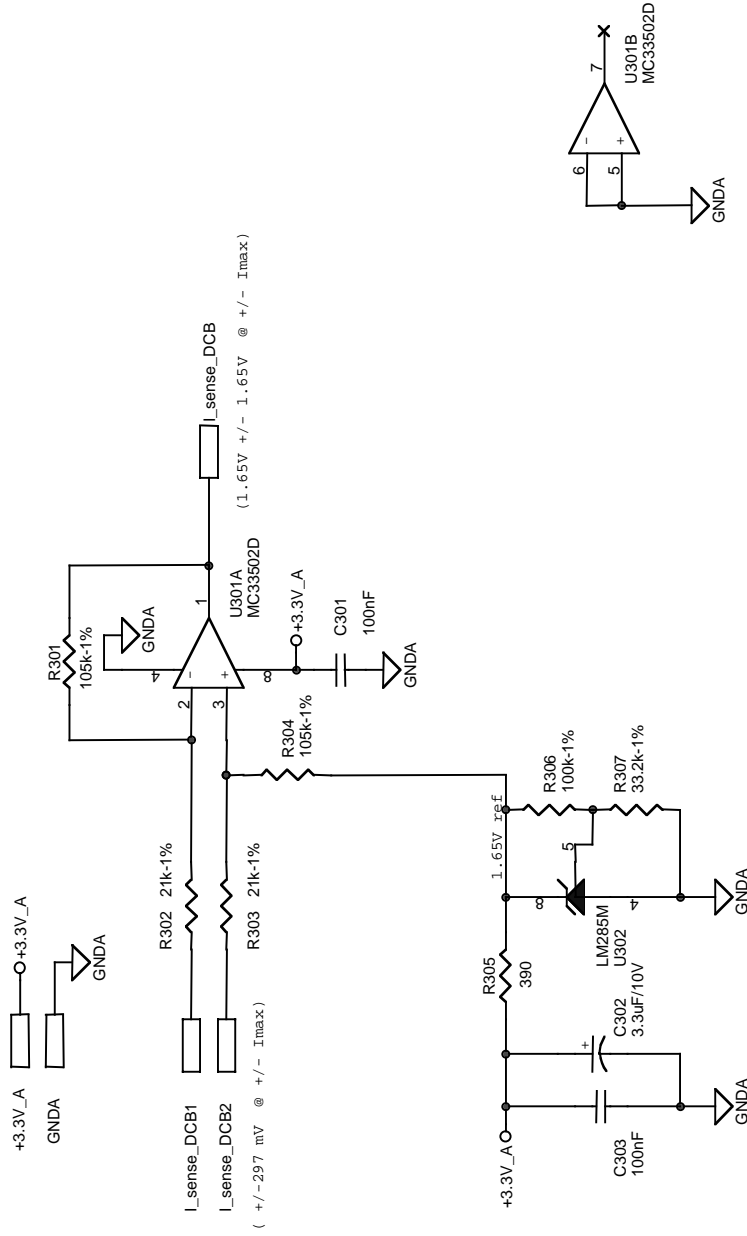 +3.3V_A
+3.3V_A
GNDA
GNDA
I_sense_DCB1
I_sense_DCB2
( +/-297 mV @ +/- Imax)
R302
21k-1%
R303
21k-1%
R301
105k-1%
2
3
4
8
1
-
+
GNDA
U301A
MC33502D
+3.3V_A
C301
100nF
GNDA
I_sense_DCB
(1.65V +/- 1.65V @ +/- Imax)
R304
105k-1%
+3.3V_A
C303
100nF
+
C302
3.3uF/10V
GNDA
R305
390
1.65V ref
8
5
4
LM285M
U302
R306
100k-1%
R307
33.2k-1%
GNDA
6
5
7
-
+
U301B
MC33502D
GNDA